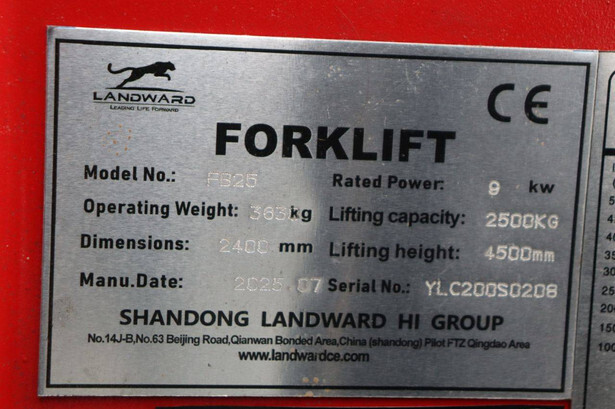 LANDWARD
LEADING LIFE FORWARD
CE
FORKLIFT
Model No.: FB25 Rated Power: 9 kw
Operating Weight: kg Lifting capacity: 2500KG
Dimensions: 2400 mm Lifting height: 4500mm
Manu.Date: 2025.07 Serial No.: YLC200S0208
SHANDONG LANDWARD HI GROUP
No.14J-B,No.63 Beijing Road,Qianwan Bonded Area,China (shandong) Pilot FTZ Qingdao Area
www.landwardce.com